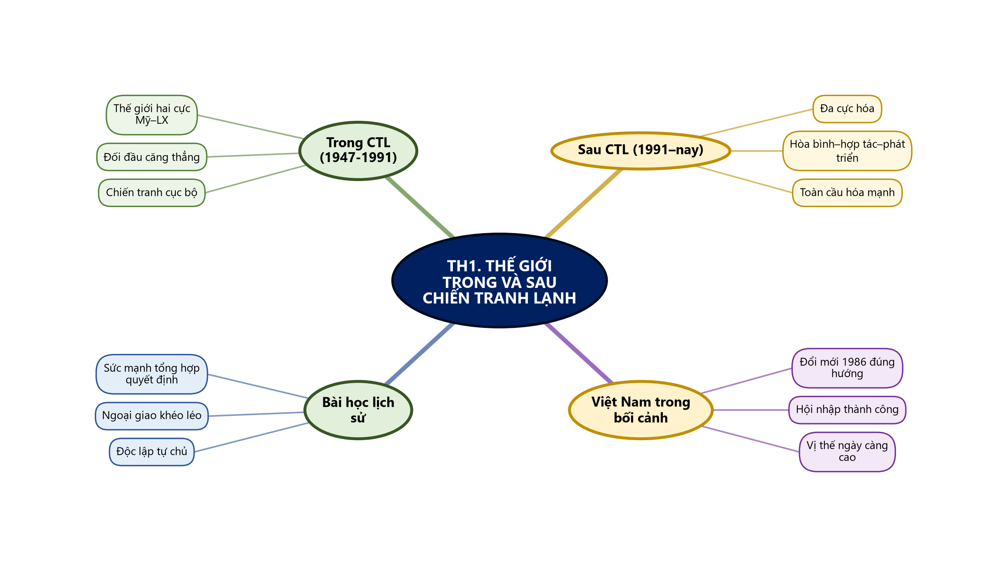 Thế giới hai cực
Mỹ–LX
Đối đầu căng thẳng
Chiến tranh cục bộ
Trong CTL
(1947-1991)
Sau CTL (1991–nay)
Đa cực hóa
Hòa bình–hợp tác–phát
triển
Toàn cầu hóa mạnh
TH1. THẾ GIỚI
TRONG VÀ SAU
CHIẾN TRANH LẠNH
Sức mạnh tổng hợp
quyết định
Ngoại giao khéo léo
Độc lập tự chủ
Bài học lịch
sử
Việt Nam trong
bối cảnh
Đổi mới 1986 đúng
hướng
Hội nhập thành công
Vị thế ngày càng
cao